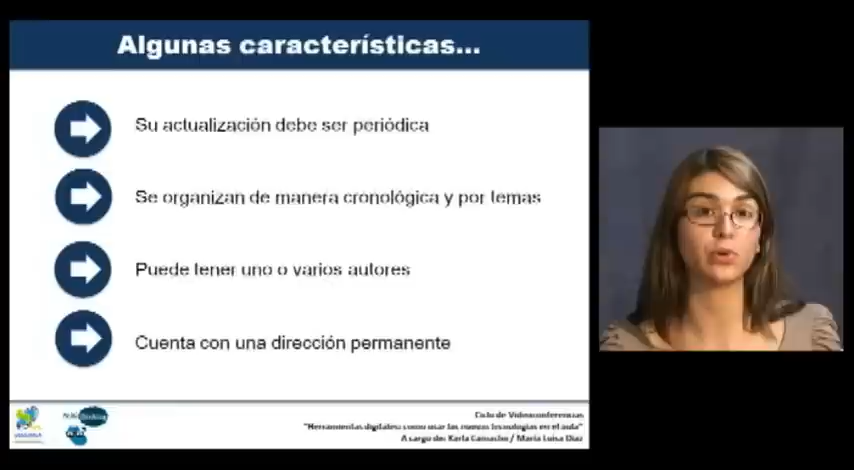 Algunas características...
Su actualización debe ser periódica
Se organizan de manera cronológica y por temas
Puede tener uno o varios autores
Cuenta con una dirección permanente
Ciclo de Videoconferencias
"Herramientas digitales: como usar las nuevas tecnologías en el aula"
A cargo de: Karla Camacho / María Luisa Díaz